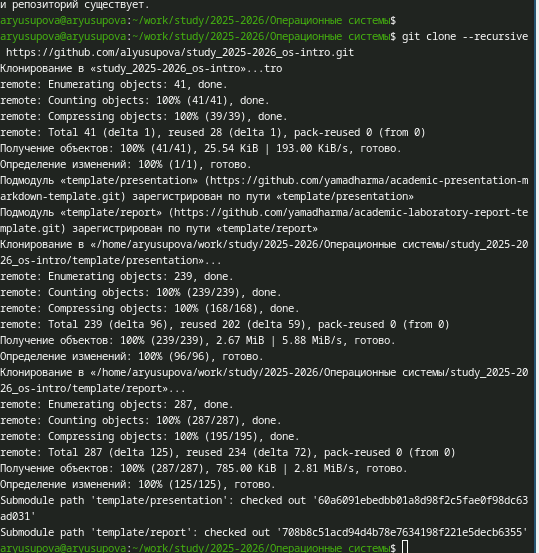 и репозиторий существует.
aryusupova@aryusupova:~/work/study/2025-2026/Операционные системы$
aryusupova@aryusupova:~/work/study/2025-2026/Операционные системы$ git clone --recursive
https://github.com/alyusupova/study_2025-2026_os-intro.git
Клонирование в «study_2025-2026_os-intro»...tro
remote: Enumerating objects: 41, done.
remote: Counting objects: 100% (41/41), done.
remote: Compressing objects: 100% (39/39), done.
remote: Total 41 (delta 1), reused 28 (delta 1), pack-reused 0 (from 0)
Получение объектов: 100% (41/41), 25.54 KiB | 193.00 KiB/s, готово.
Определение изменений: 100% (1/1), готово.
Подмодуль «template/presentation» (https://github.com/yamadharma/academic-presentation-m
arkdown-template.git) зарегистрирован по пути «template/presentation»
Подмодуль «template/report» (https://github.com/yamadharma/academic-laboratory-report-te
mplate.git) зарегистрирован по пути «template/report»
Клонирование в «/home/aryusupova/work/study/2025-2026/Операционные системы/study_2025-20
26_os-intro/template/presentation»...
remote: Enumerating objects: 239, done.
remote: Counting objects: 100% (239/239), done.
remote: Compressing objects: 100% (168/168), done.
remote: Total 239 (delta 96), reused 202 (delta 59), pack-reused 0 (from 0)
Получение объектов: 100% (239/239), 2.67 MiB | 5.88 MiB/s, готово.
Определение изменений: 100% (96/96), готово.
Клонирование в «/home/aryusupova/work/study/2025-2026/Операционные системы/study_2025-20
26_os-intro/template/report»...
remote: Enumerating objects: 287, done.
remote: Counting objects: 100% (287/287), done.
remote: Compressing objects: 100% (195/195), done.
remote: Total 287 (delta 125), reused 234 (delta 72), pack-reused 0 (from 0)
Получение объектов: 100% (287/287), 785.00 KiB | 2.81 MiB/s, готово.
Определение изменений: 100% (125/125), готово.
Submodule path 'template/presentation': checked out '60a6091ebedbb01a8d98f2c5fae0f98dc63
ad031'
Submodule path 'template/report': checked out '708b8c51acd94d4b78e7634198f221e5decb6355'
aryusupova@aryusupova:~/work/study/2025-2026/Операционные системы$